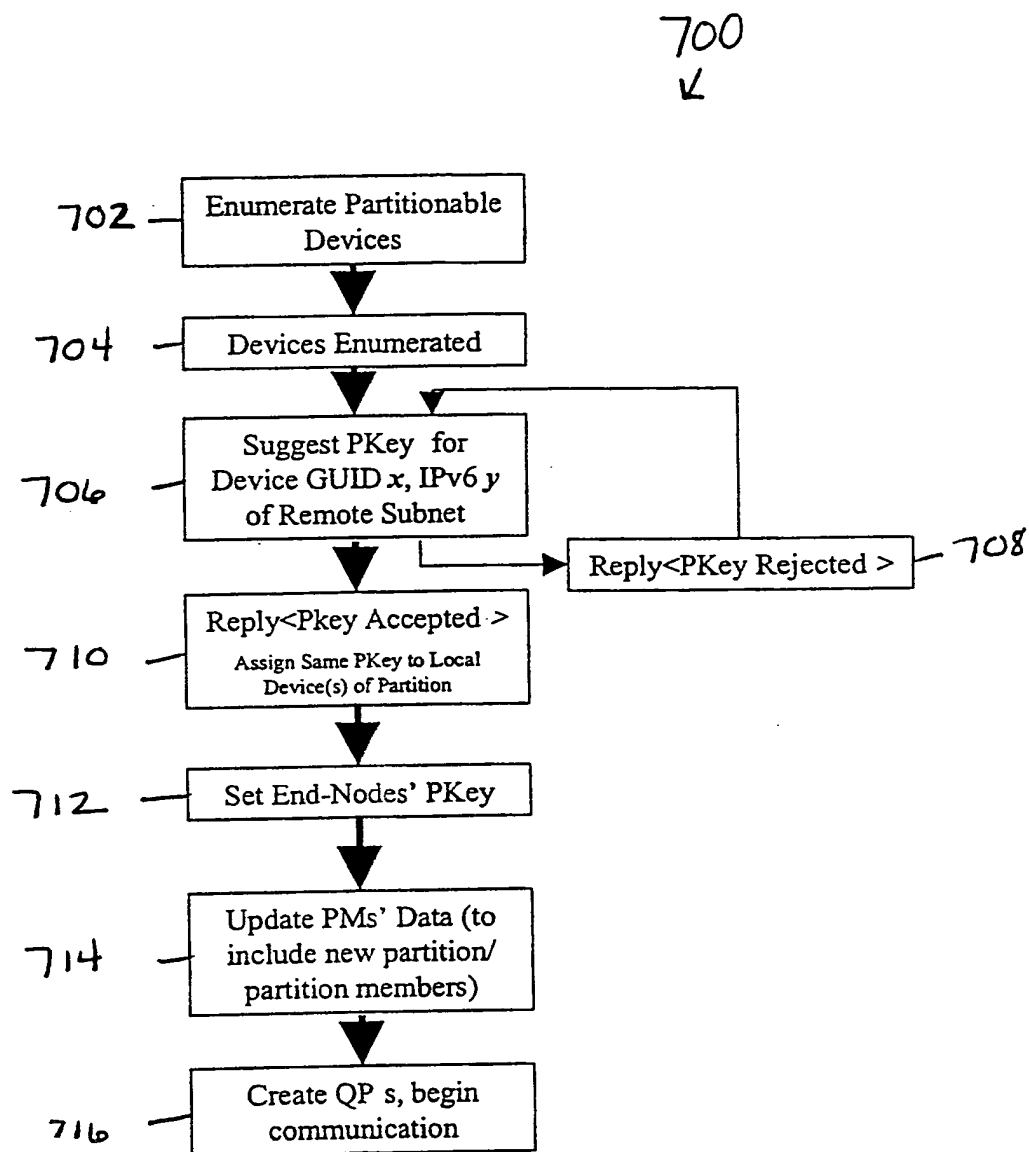 700
702
Enumerate Partitionable
Devices
704
Devices Enumerated
706
Suggest PKey for
Device GUID x, IPv6 y
of Remote Subnet
Reply<PKey Rejected >
708
710
Reply<Pkey Accepted >
Assign Same PKey to Local
Device(s) of Partition
712
Set End-Nodes' PKey
714
Update PMs' Data (to
include new partition/
partition members)
716
Create QP s, begin
communication